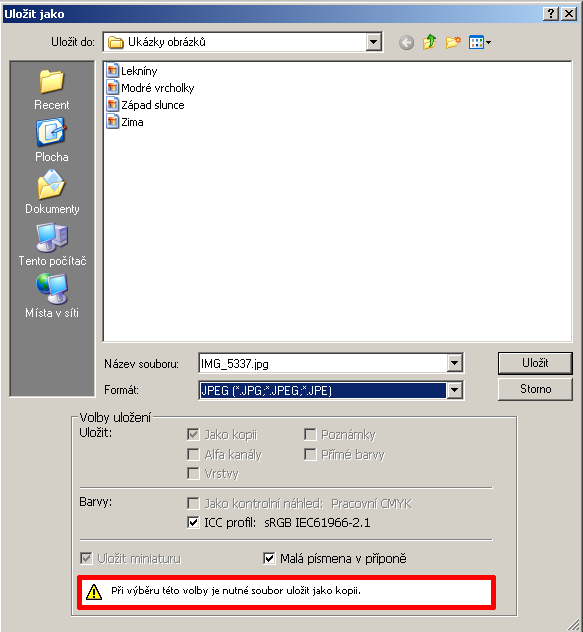 Uložit jako
Uložit do: Ukázky obrázků
Recent
Plocha
Dokumenty
Tento počítač
Místa v síti
Lekníny
Modré vrcholky
Západ slunce
Zima
Název souboru: IMG_5337.jpg Uložit
Formát: JPEG (*.JPG;*.JPEG;*.JPE) Storno
Volby uložení
Uložit: Jako kopii Poznámky
Alfa kanály Přímé barvy
Vrstvy
Barvy: Jako kontrolní náhled: Pracovní CMYK
ICC profil: sRGB IEC61966-2.1
Uložit miniaturu Malá písmena v příponě
Při výběru této volby je nutné soubor uložit jako kopii.